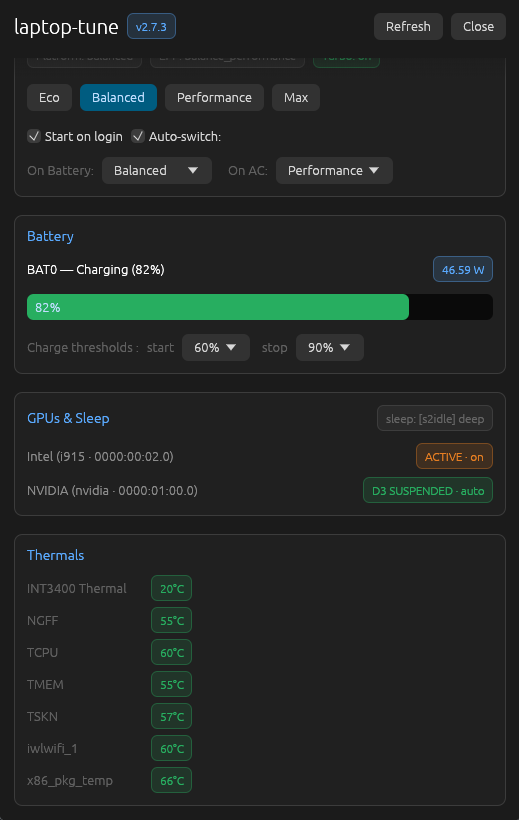 laptop-tune v2.7.3 Refresh Close
Eco Balanced Performance Max
Start on login Auto-switch:
On Battery: Balanced On AC: Performance
Battery
BAT0 — Charging (82%) 46.59 W
82%
Charge thresholds : start 60% stop 90%
GPUs & Sleep sleep: [s2idle] deep
Intel (i915 · 0000:00:02.0) ACTIVE · on
NVIDIA (nvidia · 0000:01:00.0) D3 SUSPENDED · auto
Thermals
INT3400 Thermal 20°C
NGFF 55°C
TCPU 60°C
TMEM 55°C
TSKN 57°C
iwlwifi_1 60°C
x86_pkg_temp 66°C